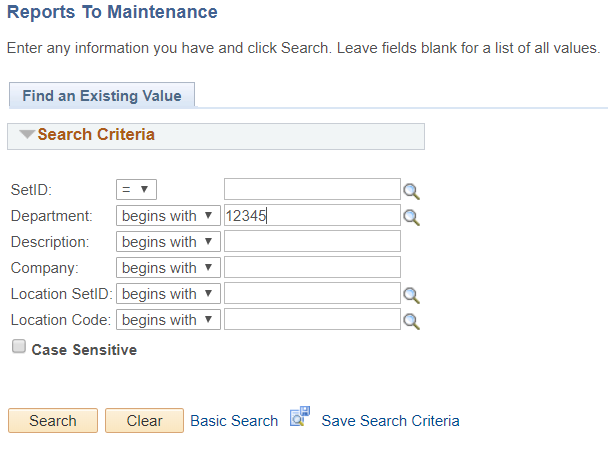 Reports To Maintenance
Enter any information you have and click Search. Leave fields blank for a list of all values.
Find an Existing Value
Search Criteria
SetID: =
Department: begins with 12345
Description: begins with
Company: begins with
Location SetID: begins with
Location Code: begins with
Case Sensitive
Search Clear Basic Search Save Search Criteria